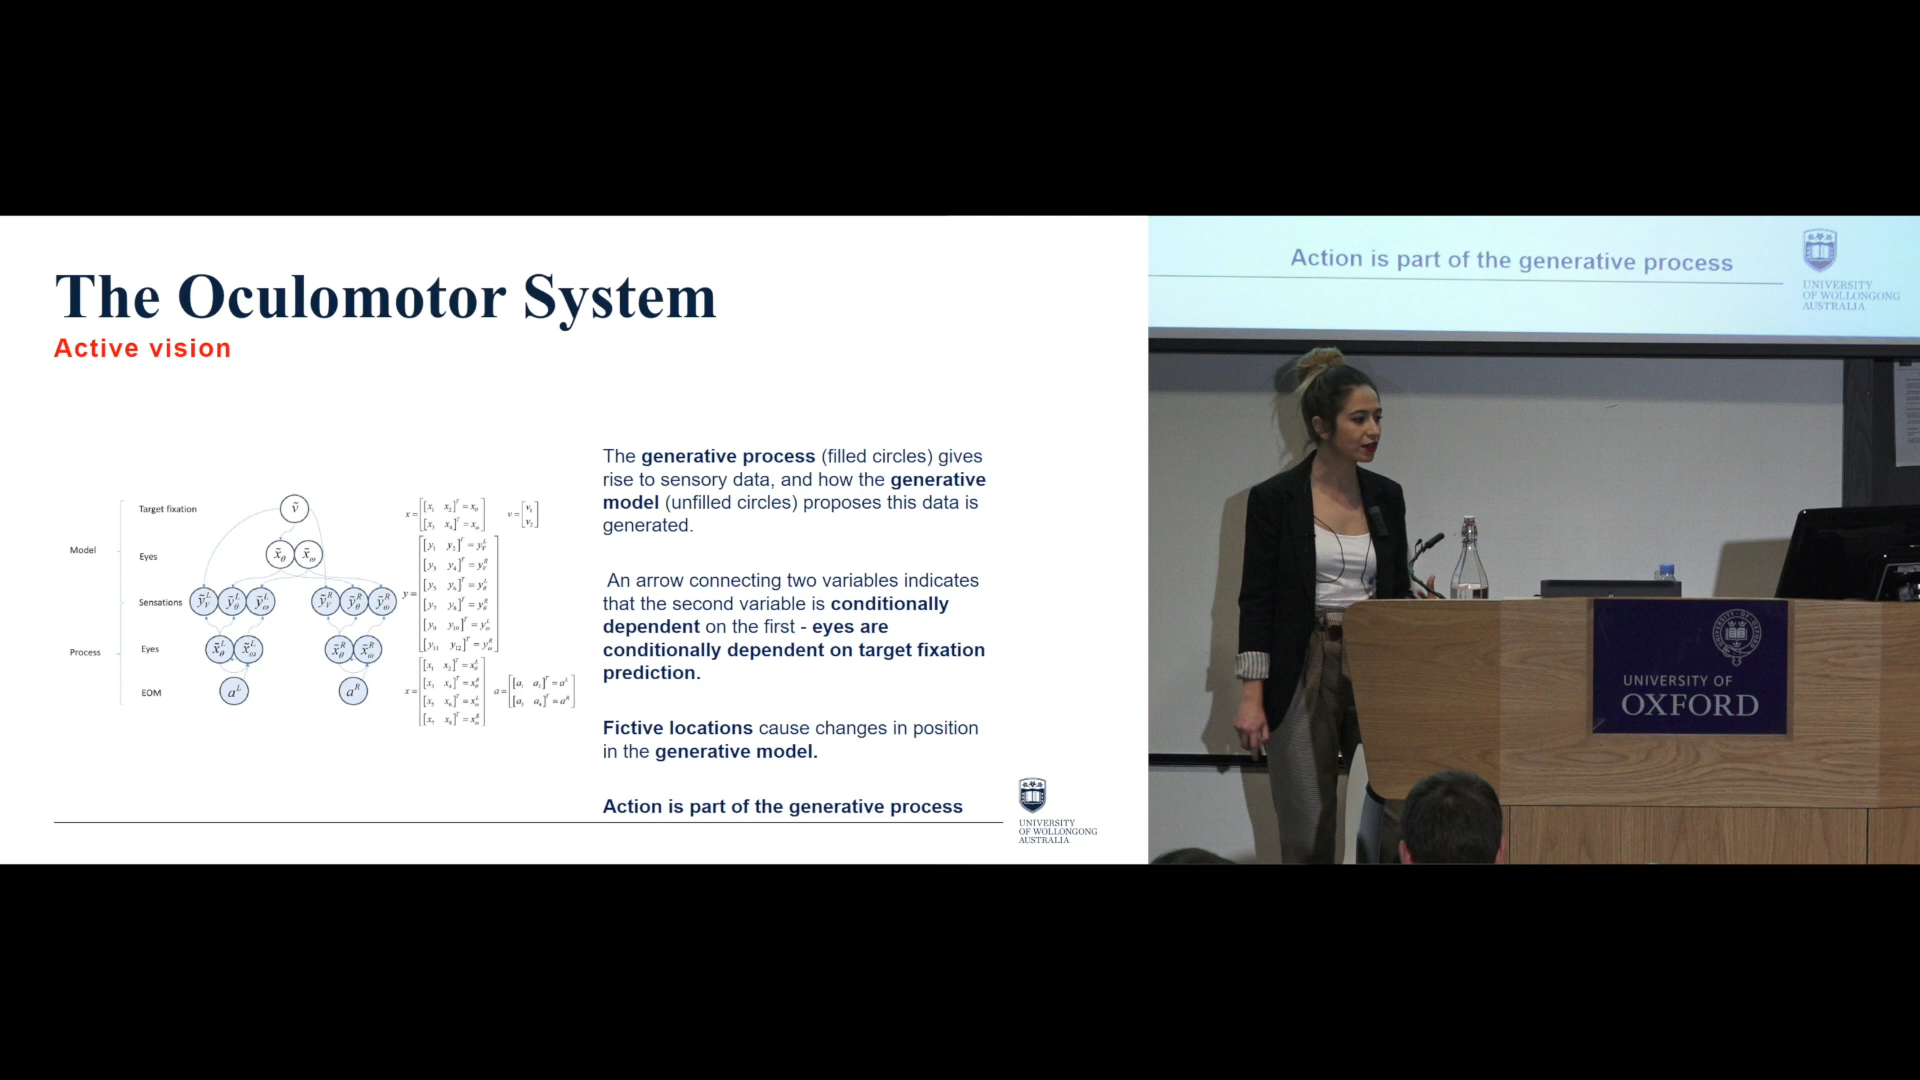 The Oculomotor System
Active vision
Target fixation
Model
Eyes
Sensations
Process
Eyes
EOM
The generative process (filled circles) gives
rise to sensory data, and how the generative
model (unfilled circles) proposes this data is
generated.
An arrow connecting two variables indicates
that the second variable is conditionally
dependent on the first - eyes are
conditionally dependent on target fixation
prediction.
Fictive locations cause changes in position
in the generative model.
Action is part of the generative process
UNIVERSITY
OF WOLLONGONG
AUSTRALIA
Action is part of the generative process
UNIVERSITY
OF WOLLONGONG
AUSTRALIA
UNIVERSITY OF
OXFORD